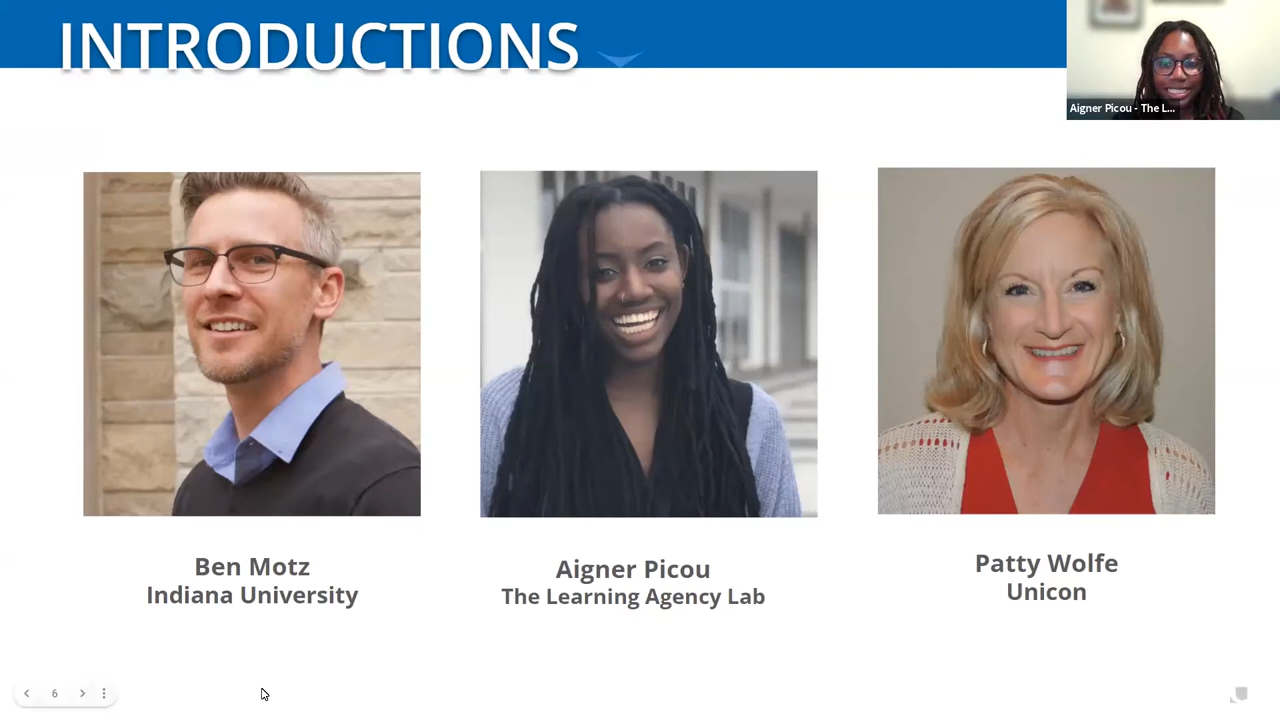 INTRODUCTIONS
Aigner Picou - The L...
Ben Motz
Indiana University
Aigner Picou
The Learning Agency Lab
Patty Wolfe
Unicon
6